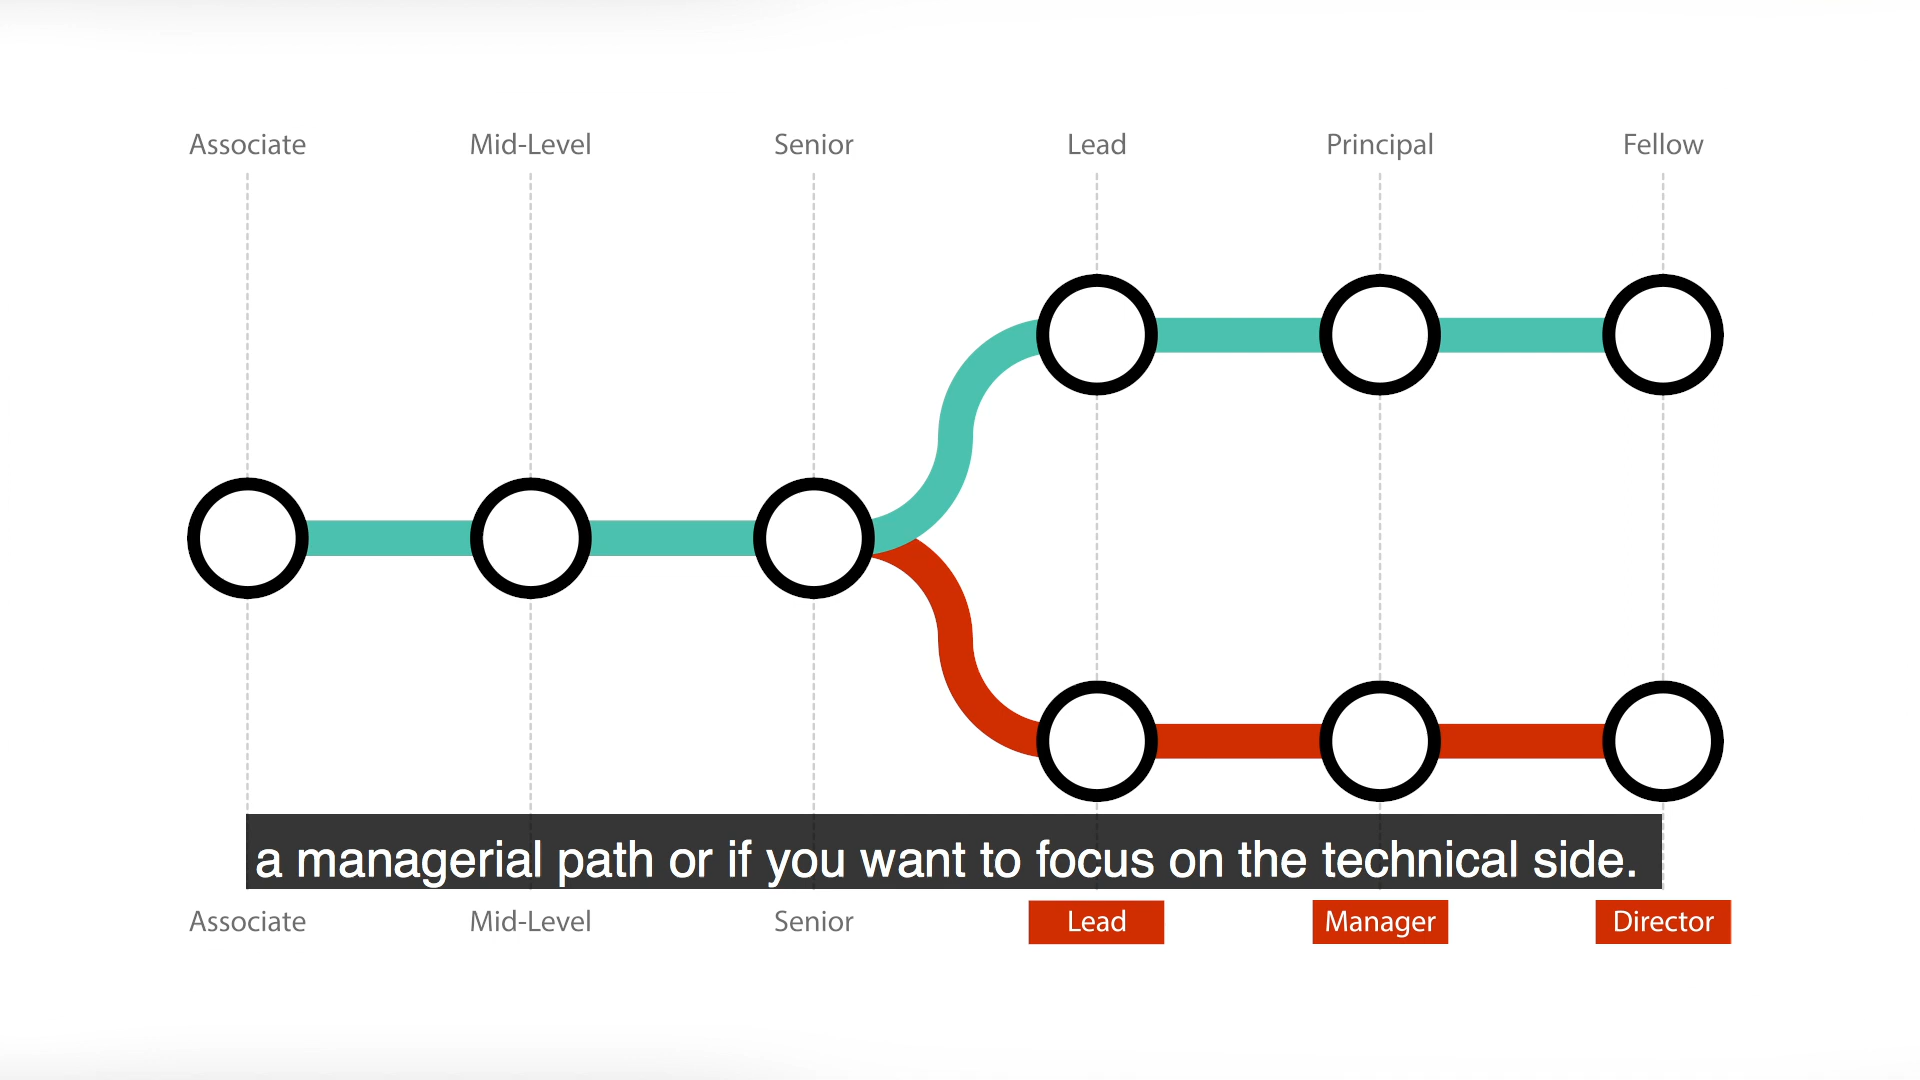 Associate Mid-Level Senior Lead Principal Fellow
a managerial path or if you want to focus on the technical side.
Associate Mid-Level Senior Lead Manager Director